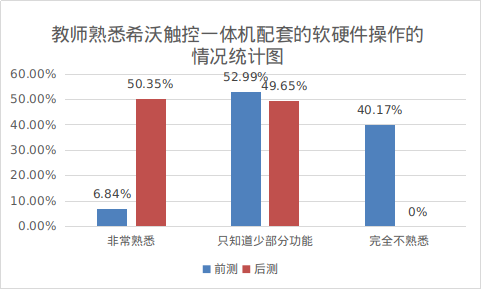 教师熟悉希沃触控一体机配套的软硬件操作的
情况统计图
60.00%
50.00%
40.00%
30.00%
20.00%
10.00%
0.00%
6.84%
50.35%
52.99%
49.65%
40.17%
0%
非常熟悉
只知道少部分功能
完全不熟悉
前测
后测